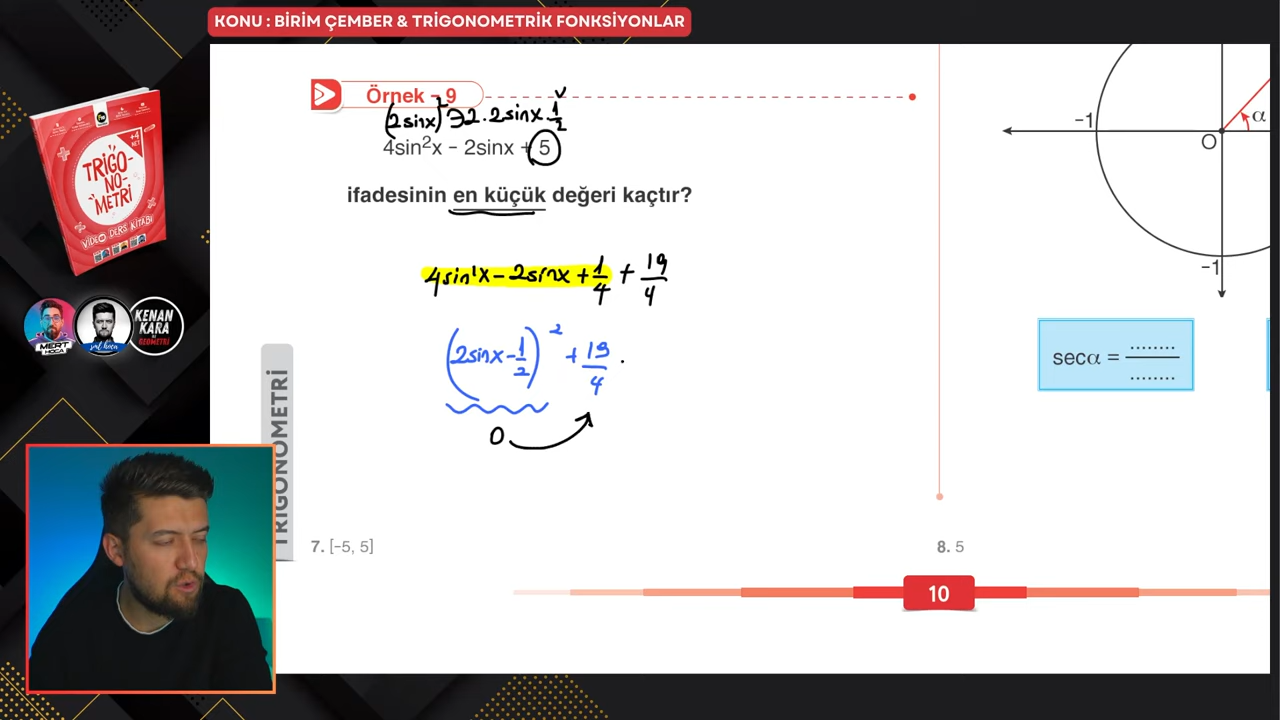 KONU : BİRİM ÇEMBER & TRİGONOMETRİK FONKSİYONLAR
Örnek - 9
(2sinx)² 2.2sinx.1/2
4sin²x – 2sinx + 5
ifadesinin en küçük değeri kaçtır?
4sin²x – 2sinx + 1/4 + 19/4
(2sinx – 1/2)² + 19/4 .
0
7. [–5, 5]
TRİGONOMETRİ
–1
O
α
–1
secα = ........ / ........
8. 5
10
+4 NET
TRİGO-
NO-
METRİ
VİDEO DERS KİTABI
MERT HOCA
KENAN
KARA
GEOMETRİ